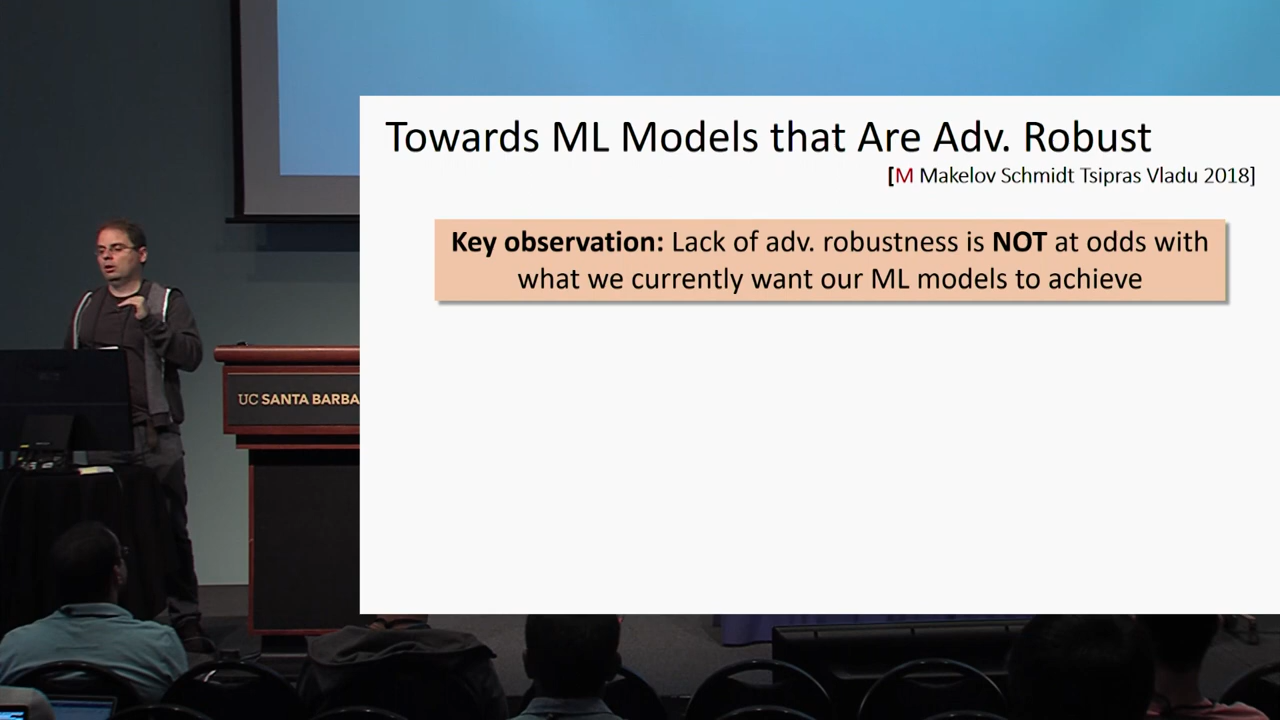 Towards ML Models that Are Adv. Robust
[M Makelov Schmidt Tsipras Vladu 2018]
Key observation: Lack of adv. robustness is NOT at odds with
what we currently want our ML models to achieve
UC SANTA BARBA